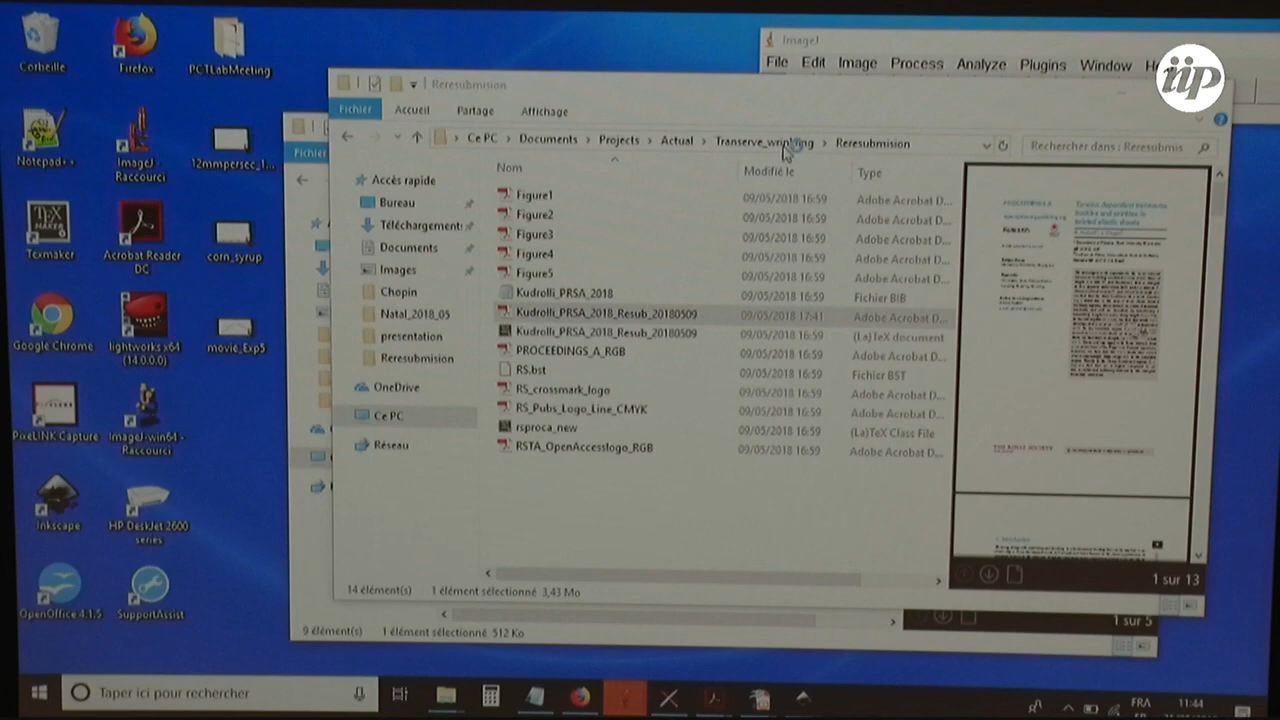 Corbeille
Firefox
PCTLabMeeting
Notepad++
ImageJ - Raccourci
12mmpersec_1...
Texmaker
Acrobat Reader DC
corn_syrup
Google Chrome
lightworks x64 (14.0.0.0)
movie_Exp5
PixeLINK Capture
ImageJ-win64 - Raccourci
Inkscape
HP DeskJet 2600 series
OpenOffice 4.1.5
SupportAssist
ImageJ
File Edit Image Process Analyze Plugins Window H
iip
Reresubmision
Fichier Accueil Partage Affichage
Fichier
Ce PC > Documents > Projects > Actual > Transerve_wrinkling > Reresubmision
Rechercher dans : Reresubmis
Accès rapide
Bureau
Téléchargements
Documents
Images
Chopin
Natal_2018_05
presentation
Reresubmision
OneDrive
Ce PC
Réseau
Nom Modifié le Type
Figure1 09/05/2018 16:59 Adobe Acrobat D...
Figure2 09/05/2018 16:59 Adobe Acrobat D...
Figure3 09/05/2018 16:59 Adobe Acrobat D...
Figure4 09/05/2018 16:59 Adobe Acrobat D...
Figure5 09/05/2018 16:59 Adobe Acrobat D...
Kudrolli_PRSA_2018 09/05/2018 16:59 Fichier BIB
Kudrolli_PRSA_2018_Resub_20180509 09/05/2018 17:41 Adobe Acrobat D...
Kudrolli_PRSA_2018_Resub_20180509 09/05/2018 16:59 (La)TeX document
PROCEEDINGS_A_RGB 09/05/2018 16:59 Adobe Acrobat D...
RS.bst 09/05/2018 16:59 Fichier BST
RS_crossmark_logo 09/05/2018 16:59 Adobe Acrobat D...
RS_Pubs_Logo_Line_CMYK 09/05/2018 16:59 Adobe Acrobat D...
rsproca_new 09/05/2018 16:59 (La)TeX Class File
RSTA_OpenAccesslogo_RGB 09/05/2018 16:59 Adobe Acrobat D...
THE ROYAL SOCIETY
1 sur 13
14 élément(s) 1 élément sélectionné 3,43 Mo
1 sur 5
9 élément(s) 1 élément sélectionné 512 Ko
Taper ici pour rechercher
FRA
11:44